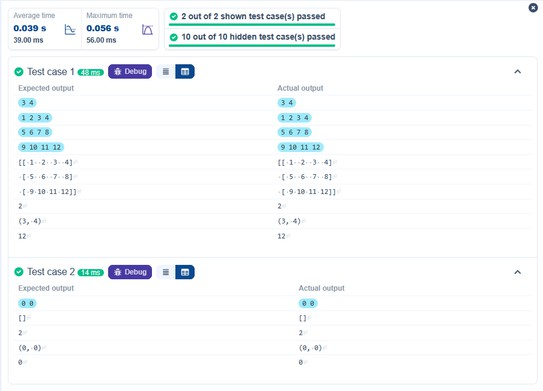 Average time
Maximum time
0.039 s
0.056 s
39.00 ms
56.00 ms
2 out of 2 shown test case(s) passed
10 out of 10 hidden test case(s) passed
Test case 1 48 ms Debug
Expected output Actual output
3 4 3 4
1 2 3 4 1 2 3 4
5 6 7 8 5 6 7 8
9 10 11 12 9 10 11 12
[[·1··2··3··4] [[·1··2··3··4]
·[·5··6··7··8] ·[·5··6··7··8]
·[·9·10·11·12]] ·[·9·10·11·12]]
2 2
(3,·4) (3,·4)
12 12
Test case 2 14 ms Debug
Expected output Actual output
0 0 0 0
[] []
2 2
(0,·0) (0,·0)
0 0